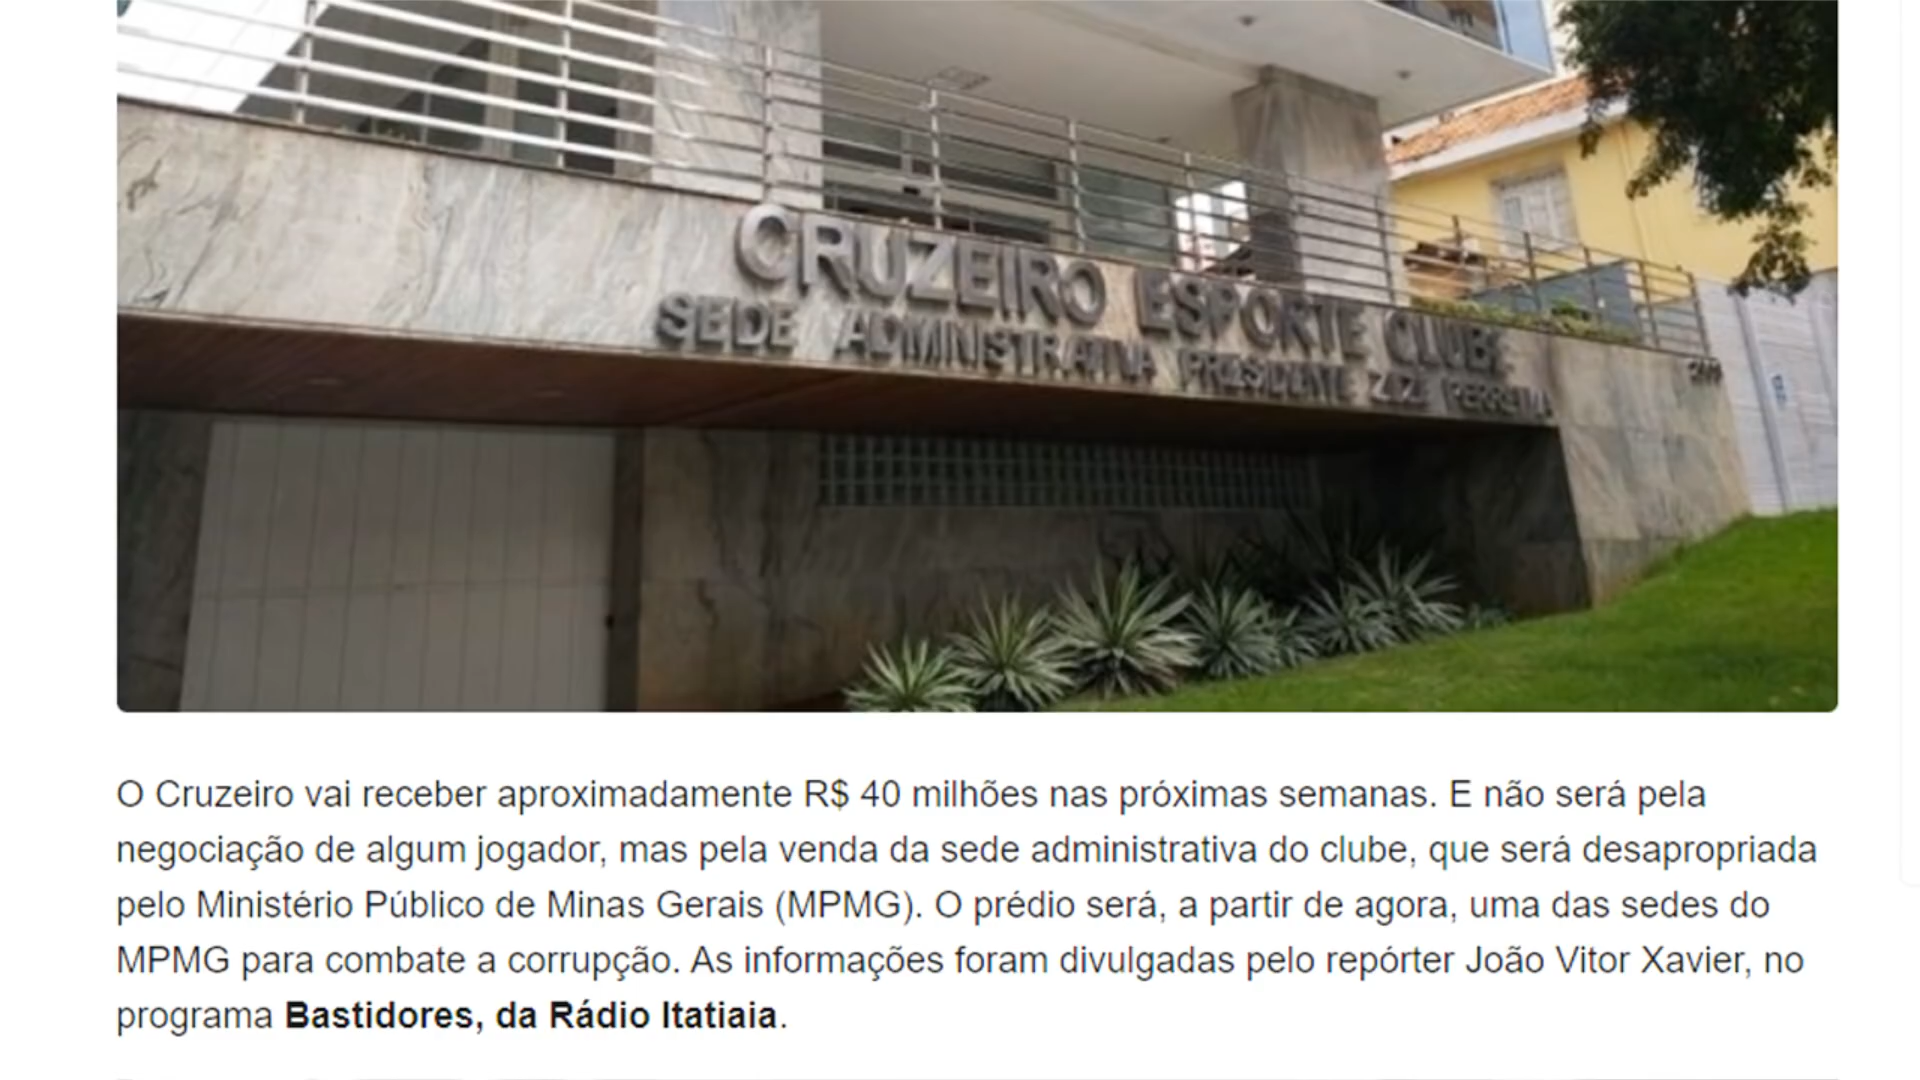 CRUZEIRO ESPORTE CLUBE
SEDE ADMINISTRATIVA PRESIDENTE ZEZE PERRELLA
O Cruzeiro vai receber aproximadamente R$ 40 milhões nas próximas semanas. E não será pela
negociação de algum jogador, mas pela venda da sede administrativa do clube, que será desapropriada
pelo Ministério Público de Minas Gerais (MPMG). O prédio será, a partir de agora, uma das sedes do
MPMG para combate a corrupção. As informações foram divulgadas pelo repórter João Vitor Xavier, no
programa Bastidores, da Rádio Itatiaia.